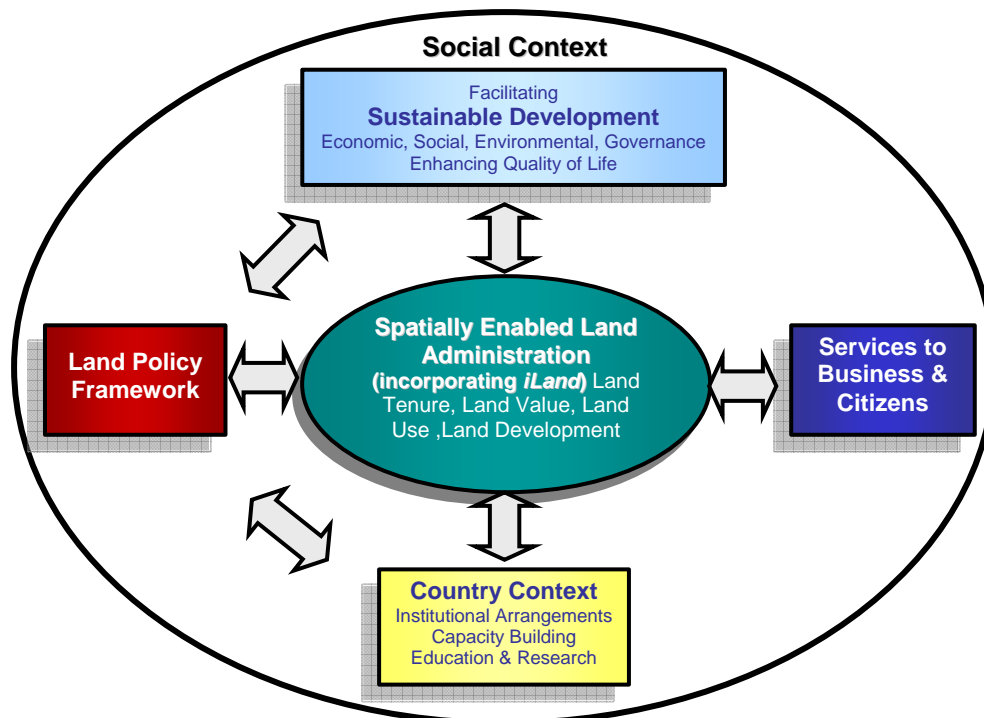 Social Context
Facilitating
Sustainable Development
Economic, Social, Environmental, Governance
Enhancing Quality of Life
Land Policy
Framework
Spatially Enabled Land
Administration
(incorporating iLand) Land
Tenure, Land Value, Land
Use ,Land Development
Services to
Business &
Citizens
Country Context
Institutional Arrangements
Capacity Building
Education & Research